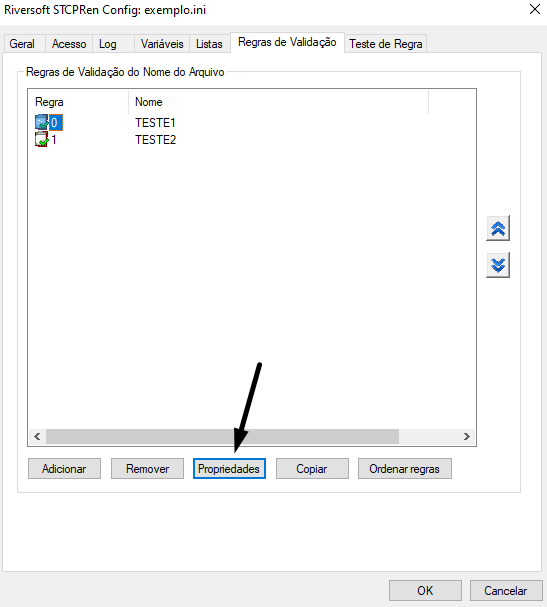 Riversoft STCPRen Config: exemplo.ini
Geral Acesso Log Variáveis Listas Regras de Validação Teste de Regra
Regras de Validação do Nome do Arquivo
Regra Nome
0 TESTE1
1 TESTE2
Adicionar Remover Propriedades Copiar Ordenar regras
OK Cancelar